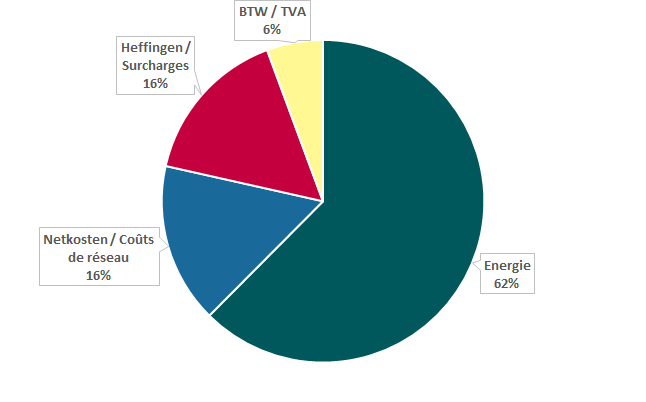 BTW / TVA
6%
Heffingen /
Surcharges
16%
Netkosten / Coûts
de réseau
16%
Energie
62%